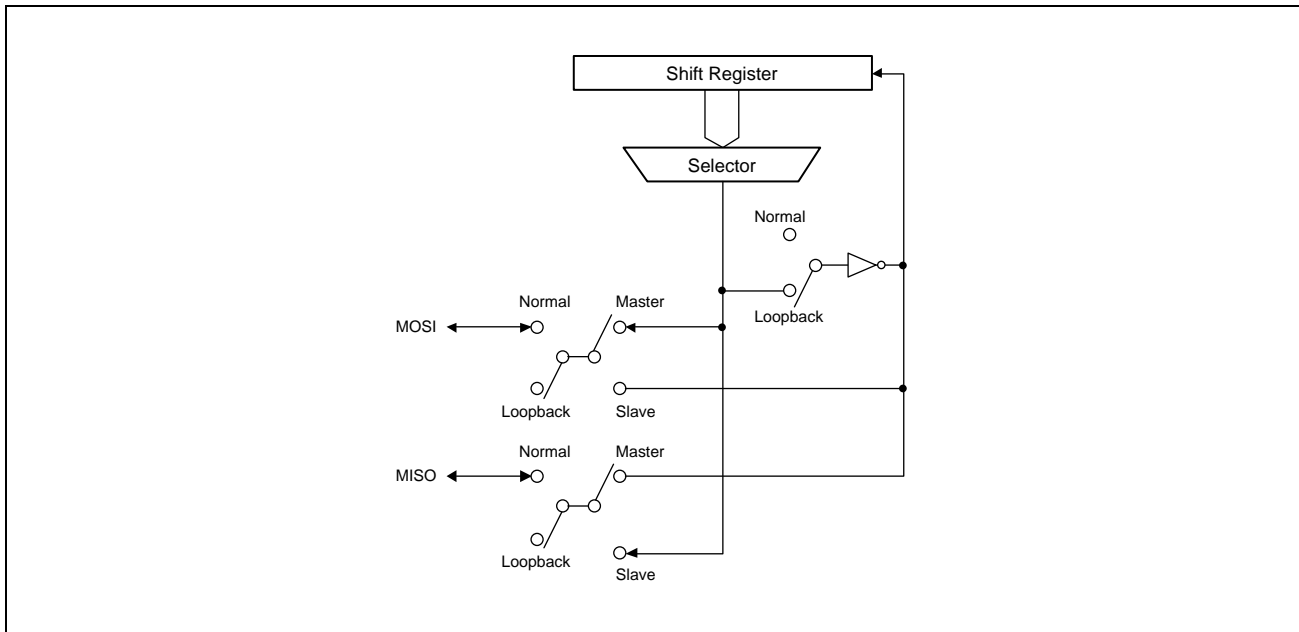 Shift Register
Selector
Normal
Loopback
Normal
Master
MOSI
Loopback
Slave
Normal
Master
MISO
Loopback
Slave